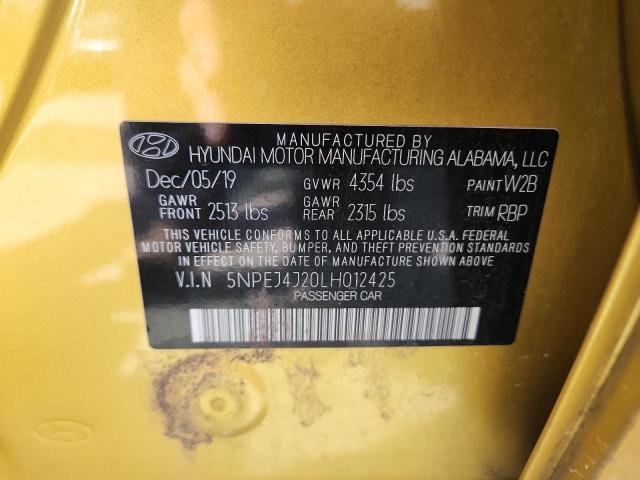 MANUFACTURED BY
HYUNDAI MOTOR MANUFACTURING ALABAMA, LLC
Dec/05/19 GVWR 4354 lbs PAINT W2B
GAWR FRONT 2513 lbs GAWR REAR 2315 lbs TRIM RBP
THIS VEHICLE CONFORMS TO ALL APPLICABLE U.S.A. FEDERAL
MOTOR VEHICLE SAFETY, BUMPER, AND THEFT PREVENTION STANDARDS
IN EFFECT ON THE DATE OF MANUFACTURE SHOWN ABOVE.
V.I.N 5NPEJ4J20LH012425
PASSENGER CAR